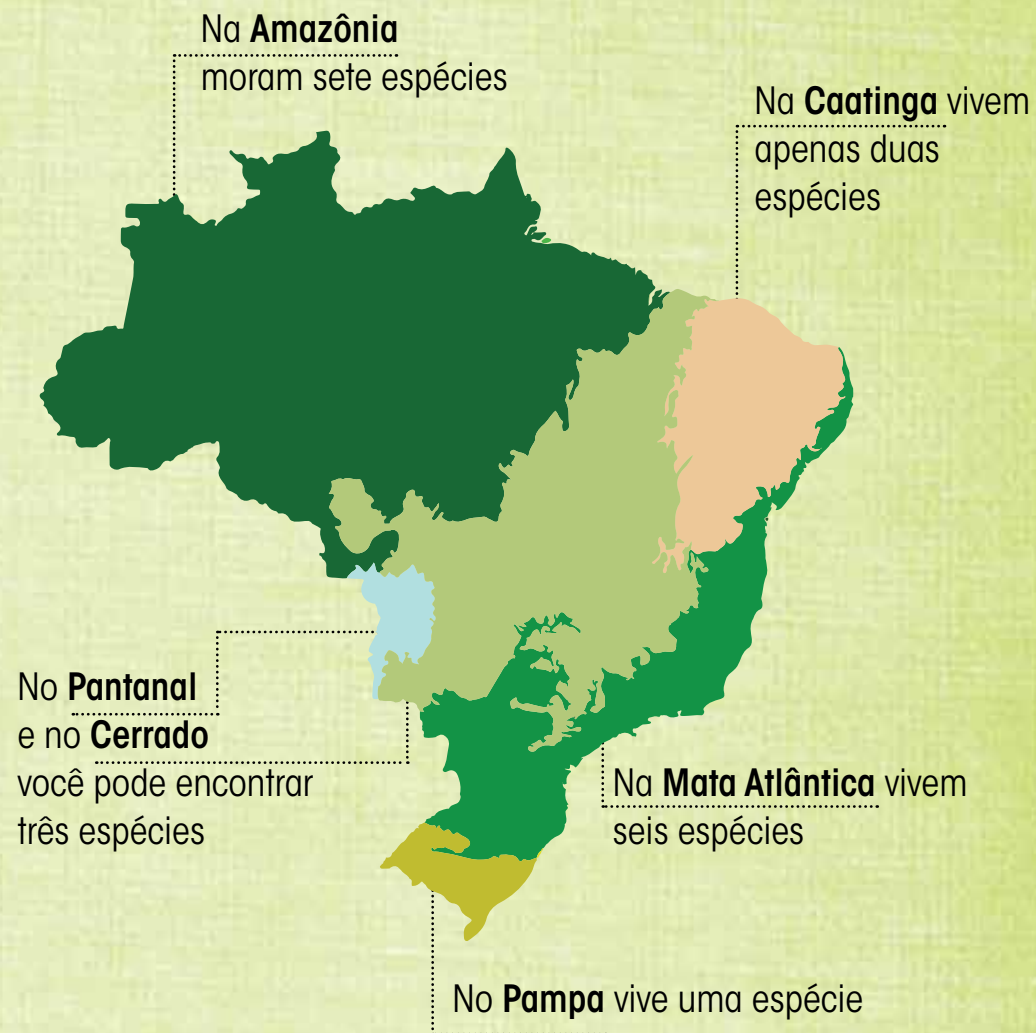 Na Amazônia
moram sete espécies
Na Caatinga vivem
apenas duas
espécies
No Pantanal
e no Cerrado
você pode encontrar
três espécies
Na Mata Atlântica vivem
seis espécies
No Pampa vive uma espécie